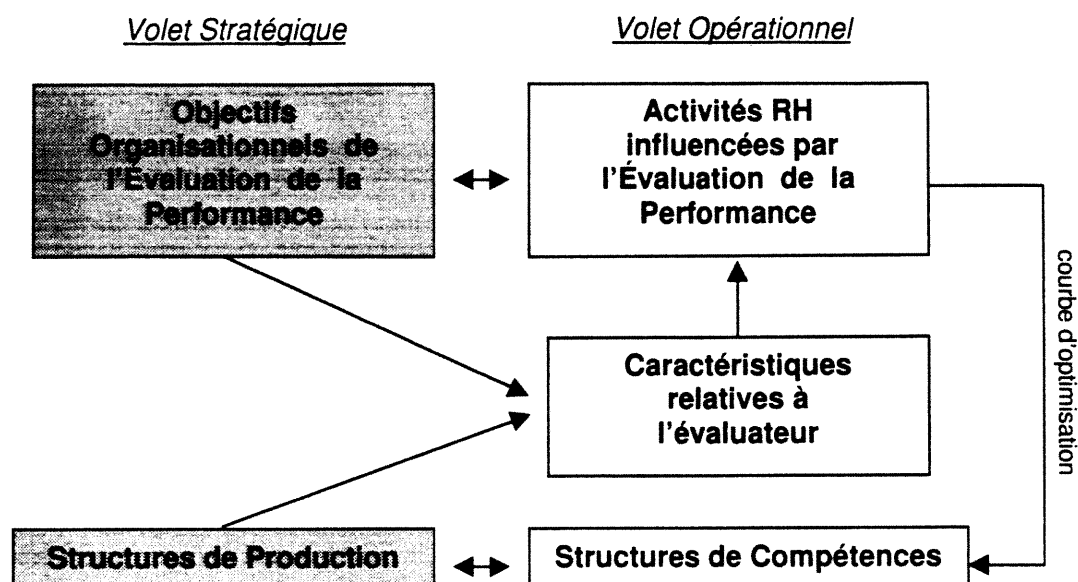 Volet Stratégique
Volet Opérationnel
Objectifs
Organisationnels de
l'Évaluation de la
Performance
Activités RH
influencées par
l'Évaluation de la
Performance
Caractéristiques
relatives à
l'évaluateur
courbe d'optimisation
Structures de Production
Structures de Compétences